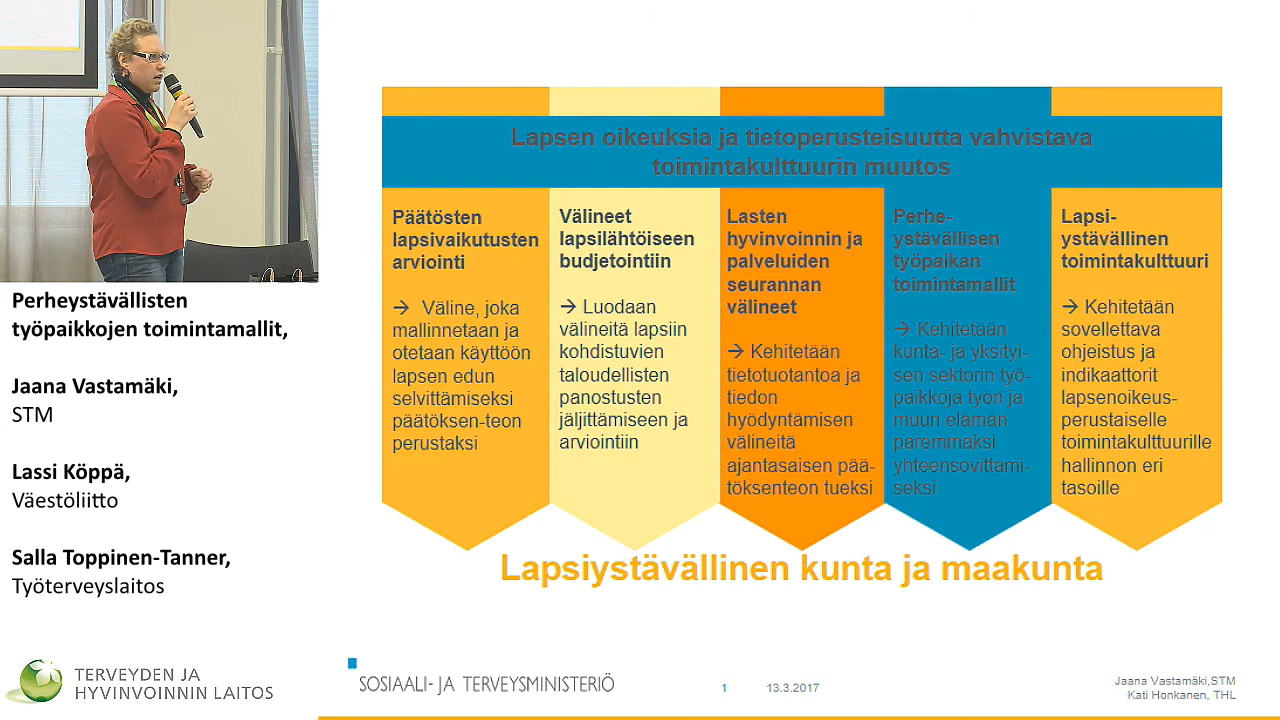 Perheystävällisten
työpaikkojen toimintamallit,
Jaana Vastamäki,
STM
Lassi Köppä,
Väestöliitto
Salla Toppinen-Tanner,
Työterveyslaitos
TERVEYDEN JA
HYVINVOINNIN LAITOS
Lapsen oikeuksia ja tietoperusteisuutta vahvistava
toimintakulttuurin muutos
Päätösten
lapsivaikutusten
arviointi
→ Väline, joka
mallinnetaan ja
otetaan käyttöön
lapsen edun
selvittämiseksi
päätöksen-teon
perustaksi
Välineet
lapsilähtöiseen
budjetointiin
→ Luodaan
välineitä lapsiin
kohdistuvien
taloudellisten
panostusten
jäljittämiseen ja
arviointiin
Lasten
hyvinvoinnin ja
palveluiden
seurannan
välineet
→ Kehitetään
tietotuotantoa ja
tiedon
hyödyntämisen
välineitä
ajantasaisen pää-
töksenteon tueksi
Perhe-
ystävällisen
työpaikan
toimintamallit
→ Kehitetään
kunta- ja yksityi-
sen sektorin työ-
paikkoja työn ja
muun elämän
paremmaksi
yhteensovittami-
seksi
Lapsi-
ystävällinen
toimintakulttuuri
→ Kehitetään
sovellettava
ohjeistus ja
indikaattorit
lapsenoikeus-
perustaiselle
toimintakulttuurille
hallinnon eri
tasoille
Lapsiystävällinen kunta ja maakunta
SOSIAALI- JA TERVEYSMINISTERIÖ
1
13.3.2017
Jaana Vastamäki,STM
Kati Honkanen, THL